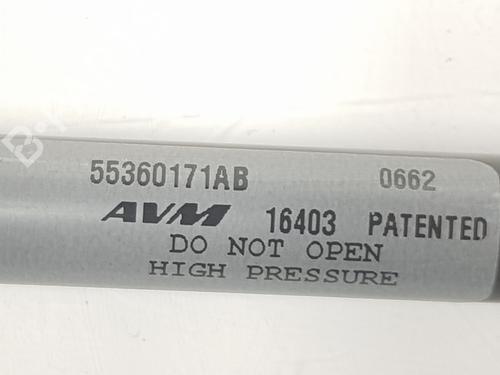 55360171AB 0662
AVM 16403 PATENTED
DO NOT OPEN
HIGH PRESSURE